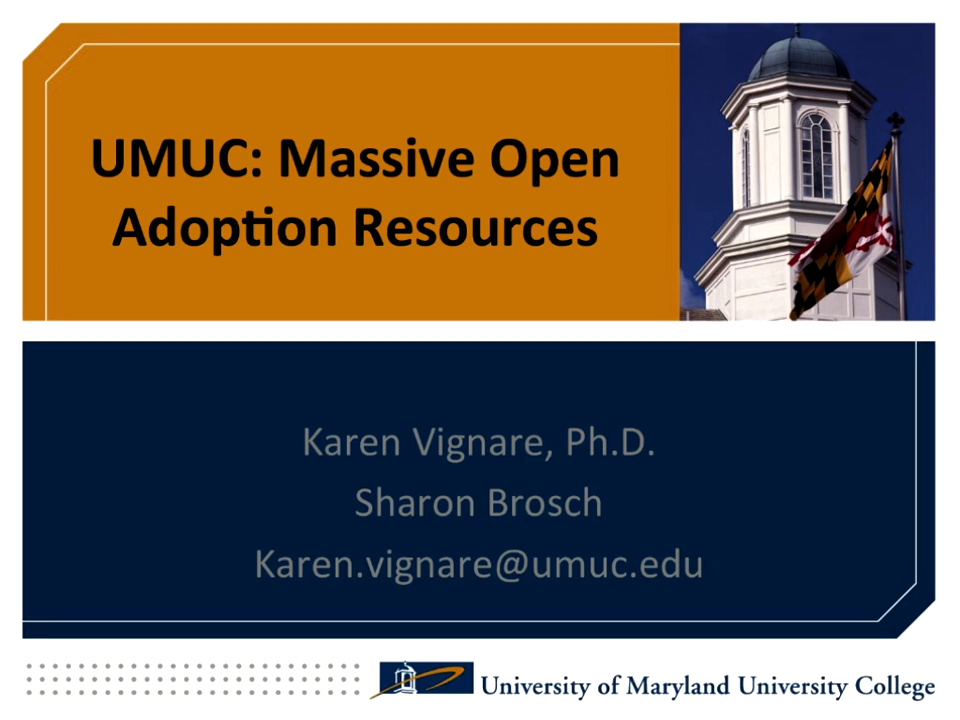 UMUC: Massive Open
Adoption Resources
Karen Vignare, Ph.D.
Sharon Brosch
Karen.vignare@umuc.edu
University of Maryland University College